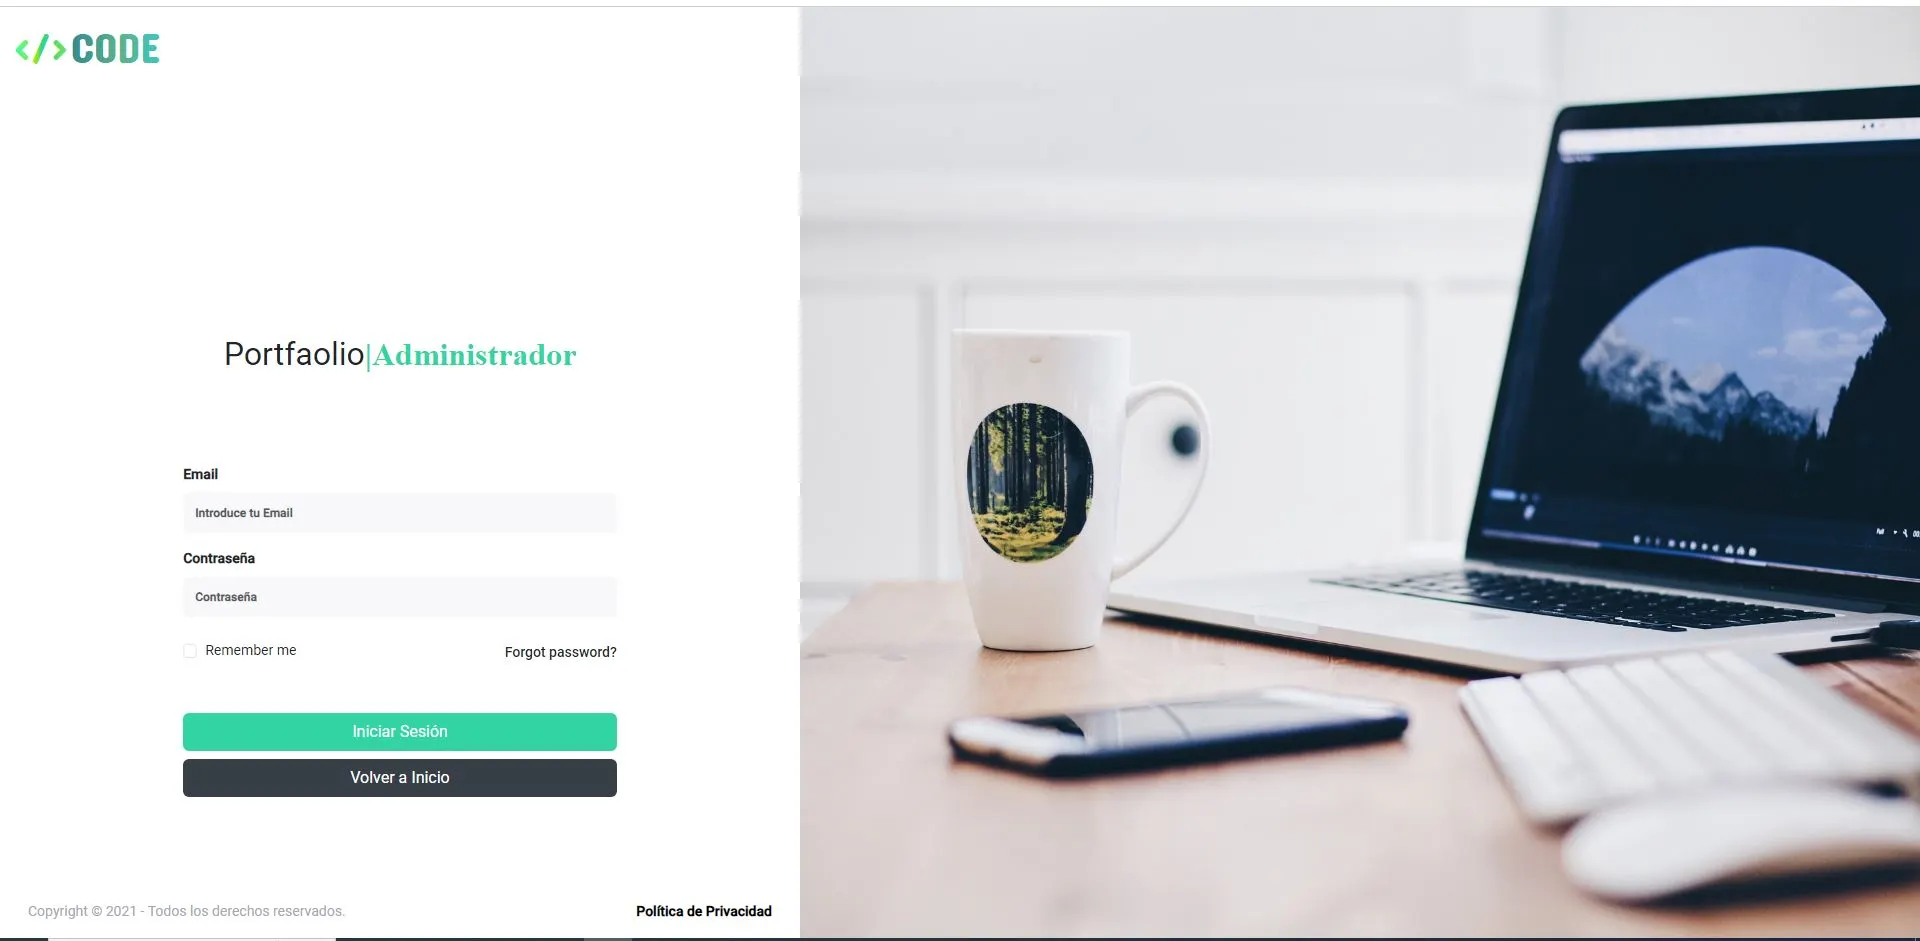 </> CODE
Portfaolio|Administrador
Email
Introduce tu Email
Contraseña
Contraseña
Remember me
Forgot password?
Iniciar Sesión
Volver a Inicio
Copyright © 2021 - Todos los derechos reservados.
Política de Privacidad